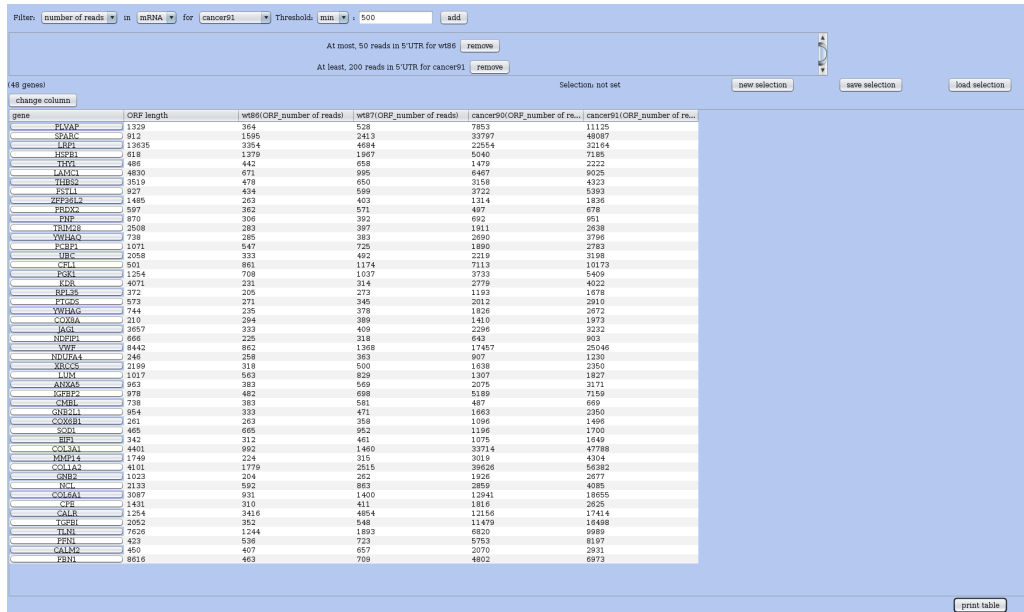 Filter: number of reads in mRNA for cancer91 Threshold: min : 500 add
At most, 50 reads in 5'UTR for wt86 remove
At least, 200 reads in 5'UTR for cancer91 remove
(48 genes) Selection: not set new selection save selection load selection
change column
gene ORF length wt86(ORF_number of reads) wt87(ORF_number of reads) cancer90(ORF_number of re... cancer91(ORF_number of re...
PLVAP 1329 364 528 7853 11125
SPARC 912 1595 2413 33797 48087
LRP1 13635 3354 4684 22554 32164
HSPB1 618 1379 1967 5040 7185
THY1 486 442 658 1479 2222
LAMC1 4830 671 995 6467 9025
THBS2 3519 478 650 3158 4323
FSTL1 927 434 599 3722 5393
ZFP36L2 1485 263 403 1314 1836
PRDX2 597 362 571 497 678
PNP 870 306 392 692 951
TRIM28 2508 283 397 1911 2638
YWHAQ 738 285 383 2690 3796
PCBP1 1071 547 725 1890 2783
UBC 2058 333 492 2219 3198
CFL1 501 861 1174 7113 10173
PGK1 1254 708 1037 3733 5409
KDR 4071 231 314 2779 4022
RPL35 372 205 273 1193 1678
PTGDS 573 271 345 2012 2910
YWHAG 744 235 378 1826 2672
COX8A 210 294 389 1410 1973
JAG1 3657 333 409 2296 3232
NDFIP1 666 225 318 643 903
VWF 8442 862 1368 17457 25046
NDUFA4 246 258 363 907 1230
XRCC5 2199 318 500 1638 2350
LUM 1017 563 829 1307 1827
ANXA5 963 383 569 2075 3171
IGFBP2 978 482 698 5189 7159
CMBL 738 383 581 487 669
GNB2L1 954 333 471 1663 2350
COX6B1 261 263 358 1096 1496
SOD1 465 665 952 1196 1700
EIF1 342 312 461 1075 1649
COL3A1 4401 992 1460 33714 47788
MMP14 1749 224 315 3019 4304
COL1A2 4101 1779 2515 39626 56382
GNB2 1023 204 262 1926 2677
NCL 2133 592 863 2859 4085
COL6A1 3087 931 1400 12941 18655
CPE 1431 310 411 1816 2625
CALR 1254 3416 4854 12156 17414
TGFBI 2052 352 548 11479 16498
TLN1 7626 1244 1893 6820 9989
PFN1 423 536 723 5753 8197
CALM2 450 407 657 2070 2931
FBN1 8616 463 709 4802 6973
print table